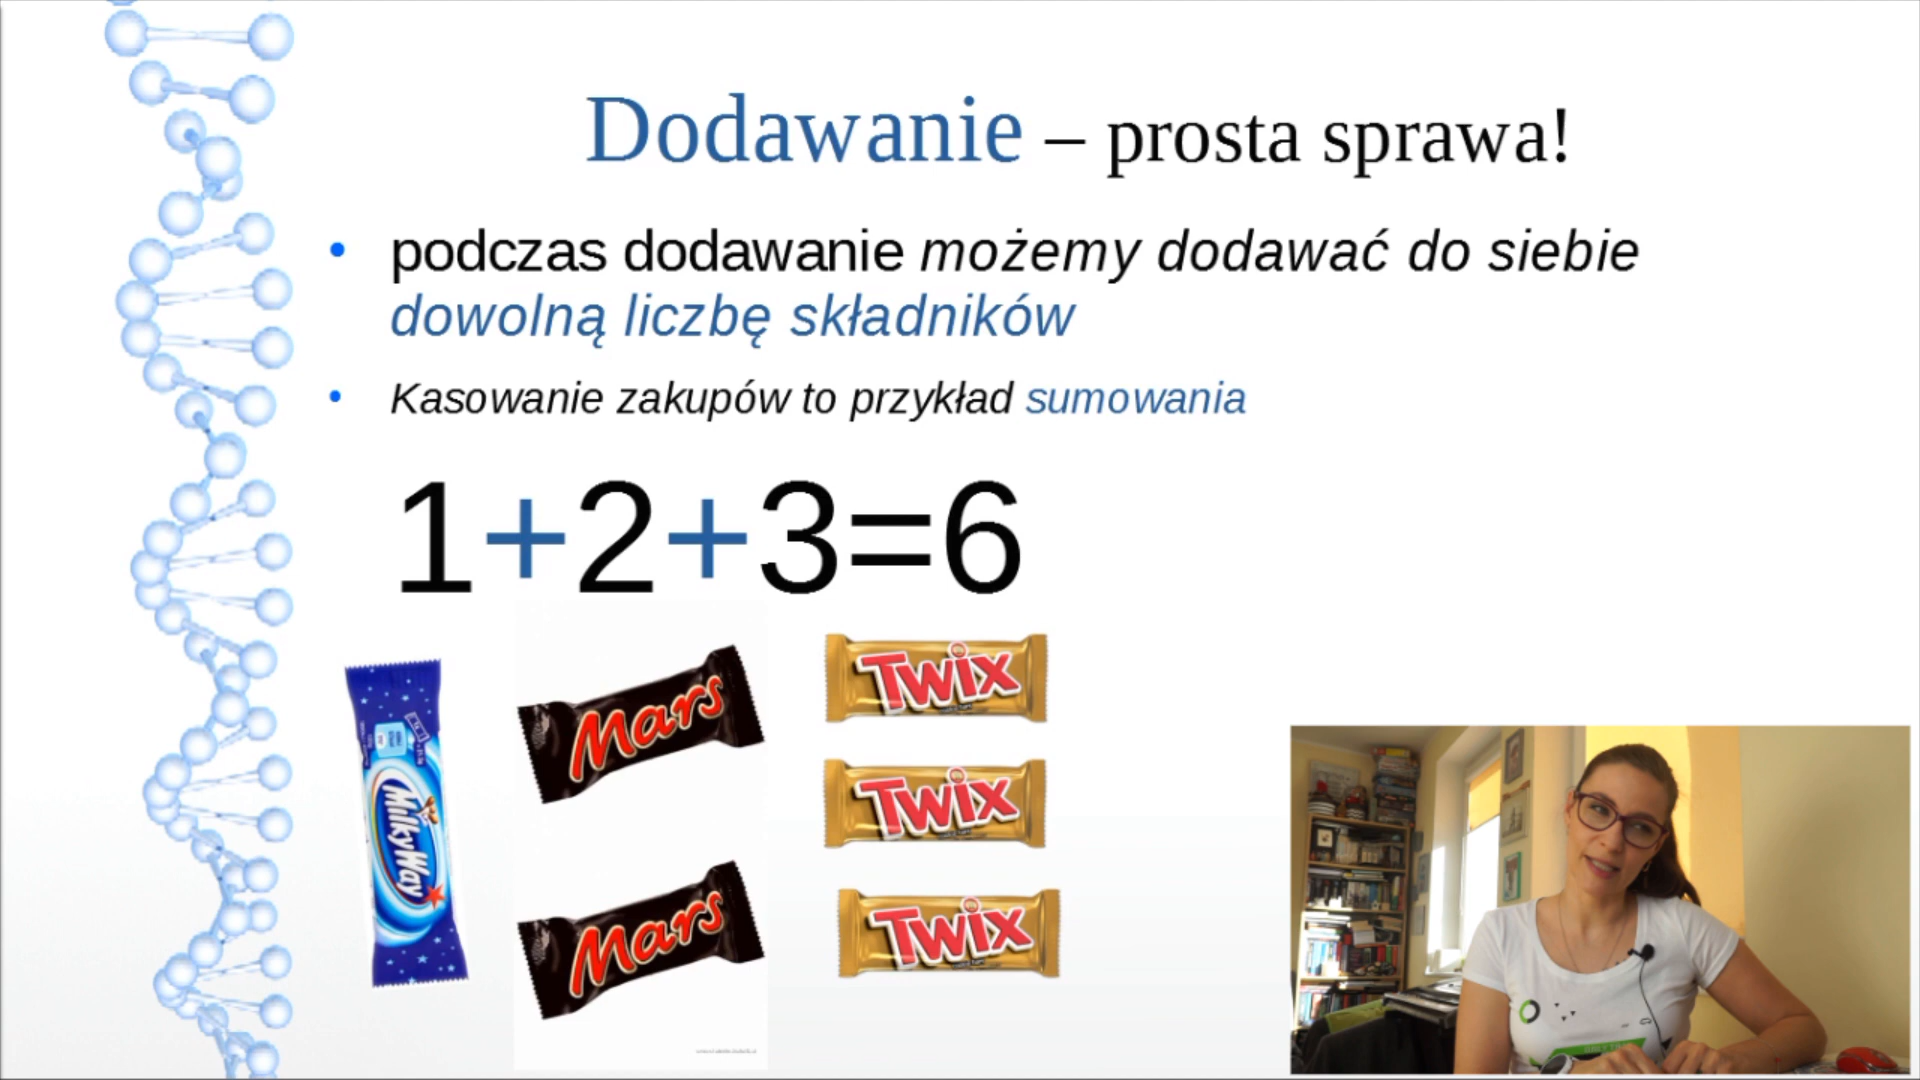 Dodawanie – prosta sprawa!
• podczas dodawanie możemy dodawać do siebie
dowolną liczbę składników
• Kasowanie zakupów to przykład sumowania
1+2+3=6
MilkyWay
Mars
Mars
Twix
Twix
Twix